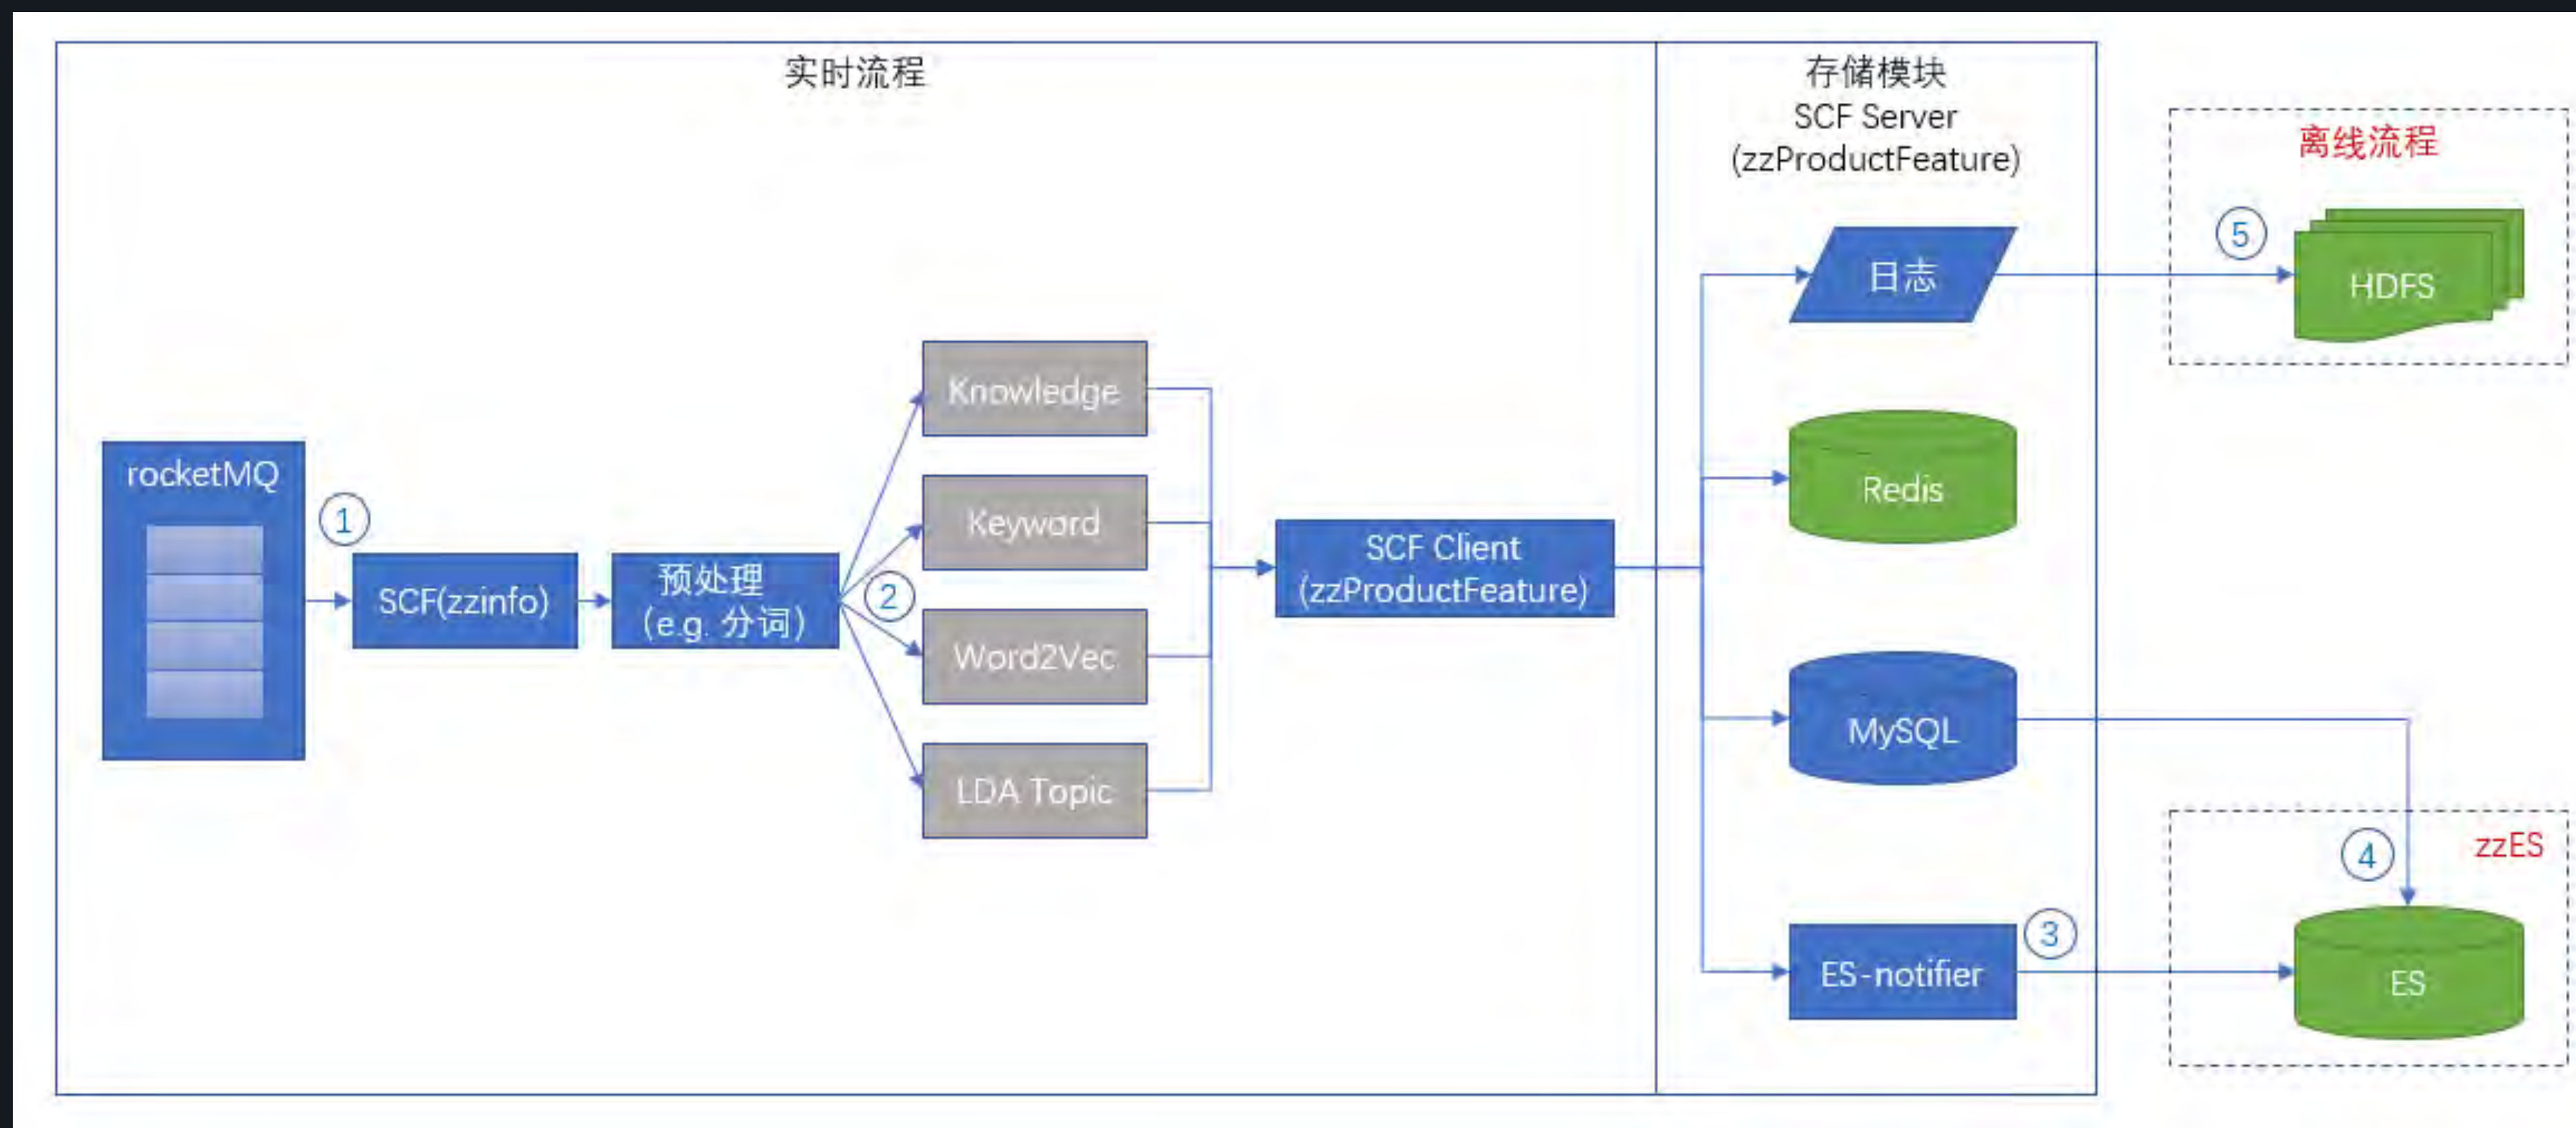 实时流程
存储模块
SCF Server
(zzProductFeature)
离线流程
⑤
日志
HDFS
Knowledge
rocketMQ
Redis
①
Keyword
SCF Client
(zzProductFeature)
SCF(zzinfo)
预处理
(e.g. 分词)
②
Word2Vec
MySQL
LDA Topic
④
zzES
③
ES-notifier
ES